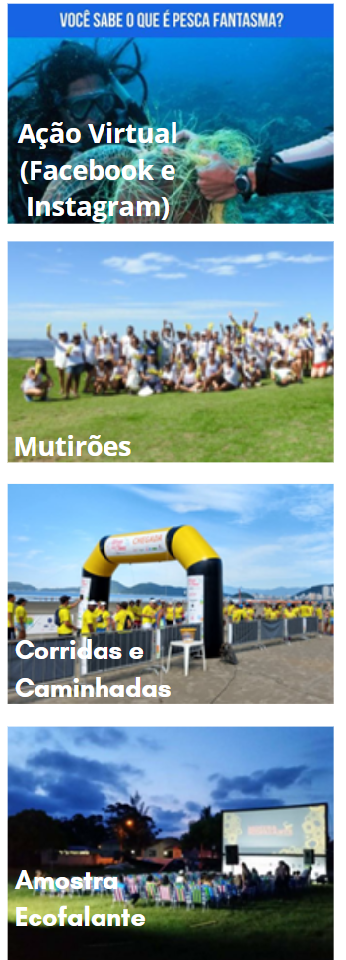 VOCÊ SABE O QUE É PESCA FANTASMA?
Ação Virtual
(Facebook e
Instagram)
Mutirões
CHEGADA
Corridas e
Caminhadas
Amostra
Ecofalante